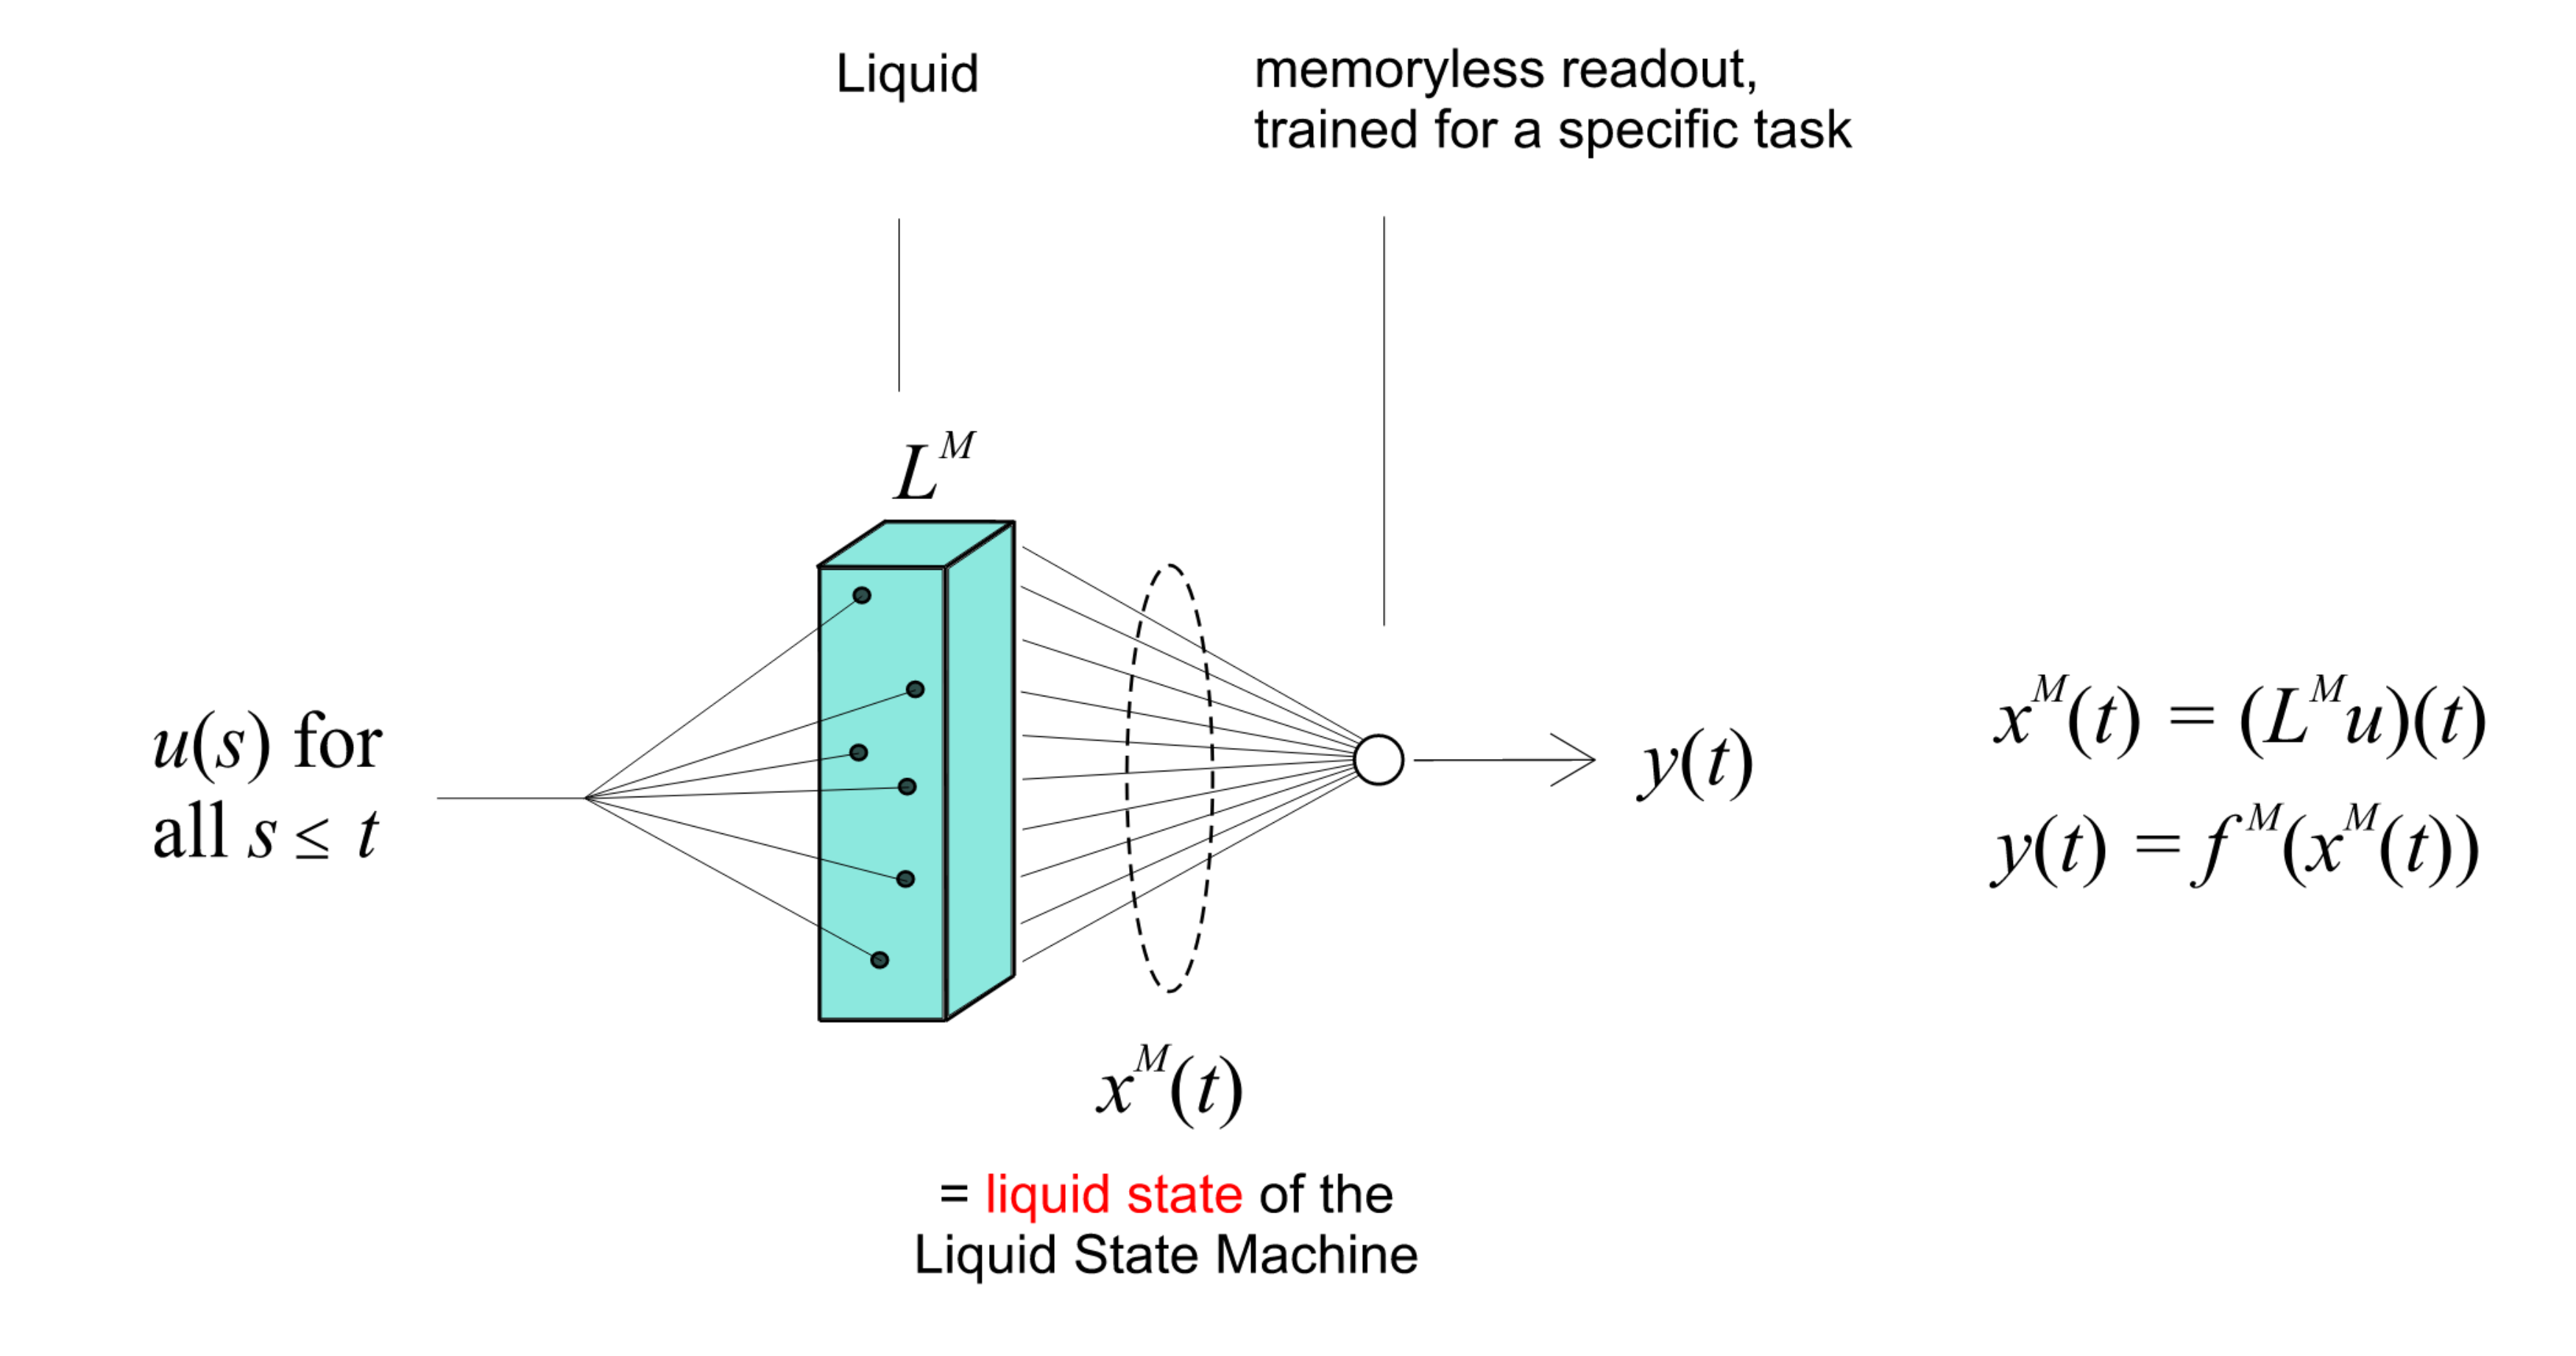 Liquid
memoryless readout,
trained for a specific task
L^M
u(s) for
all s ≤ t
y(t)
x^M(t) = (L^M u)(t)
y(t) = f^M(x^M(t))
x^M(t)
= liquid state of the
Liquid State Machine